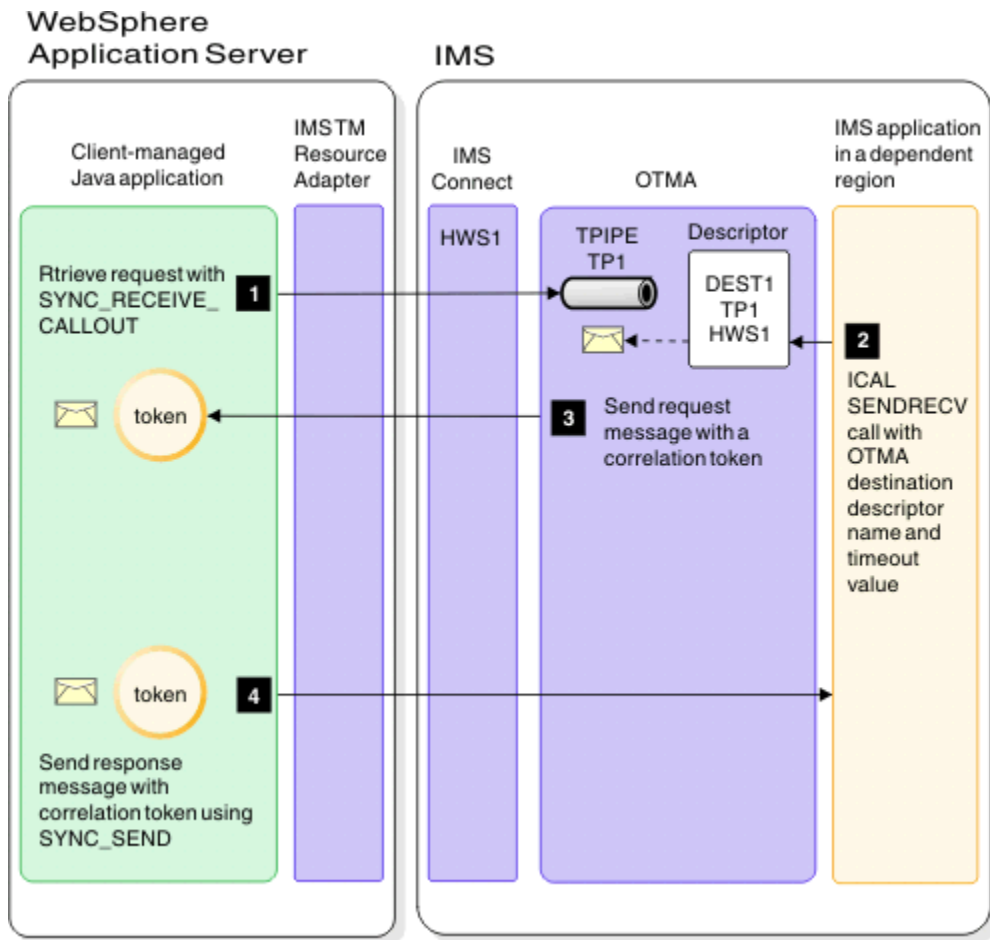 WebSphere
Application Server
IMS
Client-managed
Java application
IMS TM
Resource
Adapter
IMS
Connect
OTMA
IMS application
in a dependent
region
Rtrieve request with
SYNC_RECEIVE_
CALLOUT
1
HWS1
TPIPE
TP1
Descriptor
DEST1
TP1
HWS1
2
ICAL
SENDRECV
call with
OTMA
destination
descriptor
name and
timeout
value
token
3
Send request
message with a
correlation token
token
4
Send response
message with
correlation token using
SYNC_SEND